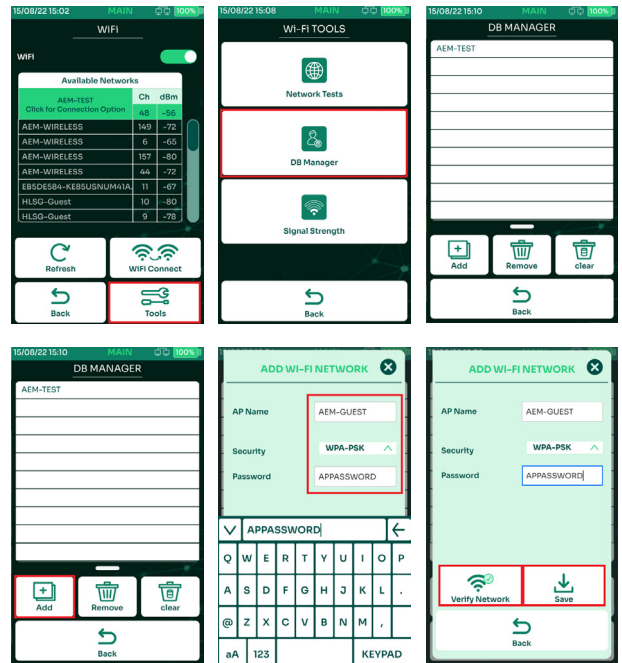 15/08/22 15:02 MAIN 100%
WIFI
WIFI
Available Networks
AEM-TEST
Click for Connection Option
Ch dBm
48 -56
AEM-WIRELESS 149 -72
AEM-WIRELESS 6 -65
AEM-WIRELESS 157 -80
AEM-WIRELESS 44 -72
EB5DE584-KE85USNUM41A. 11 -67
HLSG-Guest 10 -80
HLSG-Guest 9 -78
Refresh
WIFI Connect
Back
Tools
15/08/22 15:08 MAIN 100%
Wi-Fi TOOLS
Network Tests
DB Manager
Signal Strength
Back
15/08/22 15:10 MAIN 100%
DB MANAGER
AEM-TEST
Add Remove clear
Back
15/08/22 15:10 MAIN 100%
DB MANAGER
AEM-TEST
Add Remove clear
Back
ADD WI-FI NETWORK
AP Name AEM-GUEST
Security WPA-PSK
Password APPASSWORD
APPASSWORD
Q W E R T Y U I O P
A S D F G H J K L .
@ Z X C V B N M ,
aA 123 KEYPAD
ADD WI-FI NETWORK
AP Name AEM-GUEST
Security WPA-PSK
Password APPASSWORD
Verify Network Save
Back